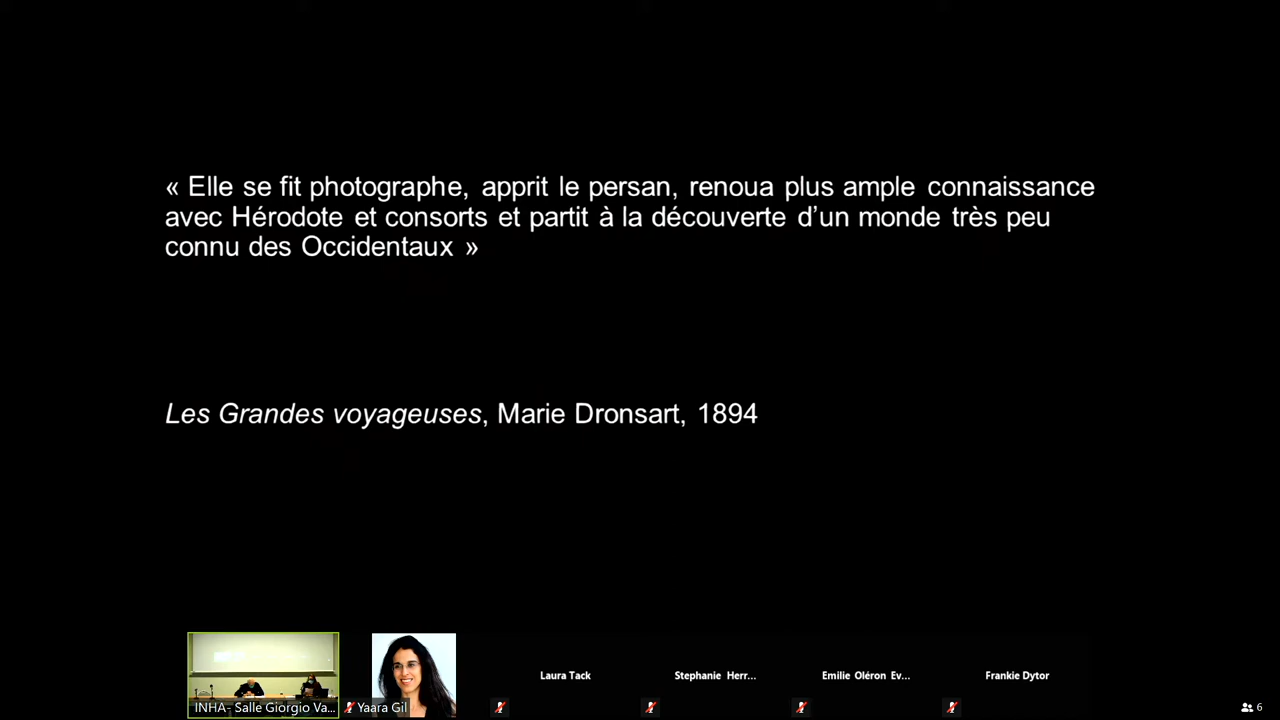 « Elle se fit photographe, apprit le persan, renoua plus ample connaissance
avec Hérodote et consorts et partit à la découverte d’un monde très peu
connu des Occidentaux »
Les Grandes voyageuses, Marie Dronsart, 1894
INHA- Salle Giorgio Va...
Yaara Gil
Laura Tack
Stephanie Herr...
Emilie Oléron Ev...
Frankie Dytor
6